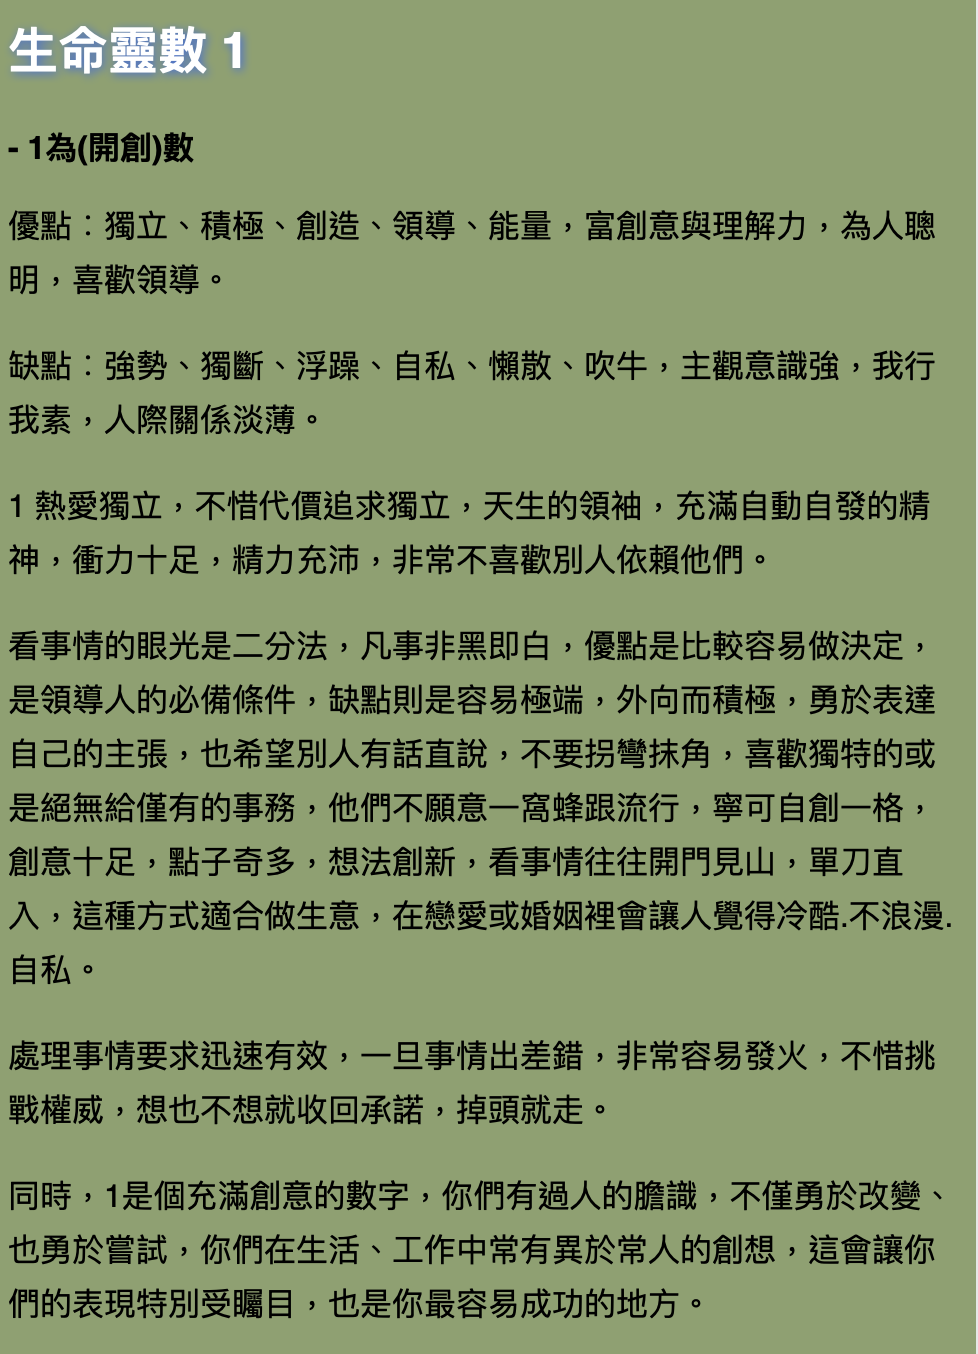 生命靈數 1
- 1為(開創)數
優點：獨立、積極、創造、領導、能量，富創意與理解力，為人聰
明，喜歡領導。
缺點：強勢、獨斷、浮躁、自私、懶散、吹牛，主觀意識強，我行
我素，人際關係淡薄。
1 熱愛獨立，不惜代價追求獨立，天生的領袖，充滿自動自發的精
神，衝力十足，精力充沛，非常不喜歡別人依賴他們。
看事情的眼光是二分法，凡事非黑即白，優點是比較容易做決定，
是領導人的必備條件，缺點則是容易極端，外向而積極，勇於表達
自己的主張，也希望別人有話直說，不要拐彎抹角，喜歡獨特的或
是絕無給僅有的事務，他們不願意一窩蜂跟流行，寧可自創一格，
創意十足，點子奇多，想法創新，看事情往往開門見山，單刀直
入，這種方式適合做生意，在戀愛或婚姻裡會讓人覺得冷酷.不浪漫.
自私。
處理事情要求迅速有效，一旦事情出差錯，非常容易發火，不惜挑
戰權威，想也不想就收回承諾，掉頭就走。
同時，1是個充滿創意的數字，你們有過人的膽識，不僅勇於改變、
也勇於嘗試，你們在生活、工作中常有異於常人的創想，這會讓你
們的表現特別受矚目，也是你最容易成功的地方。